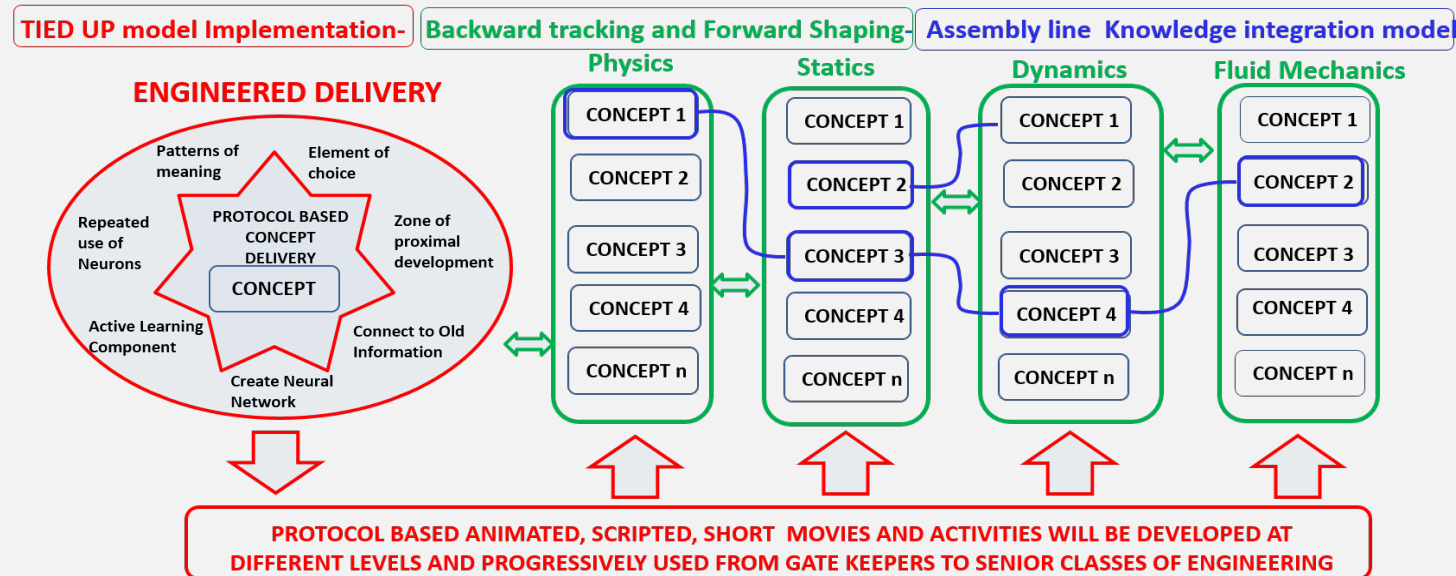 TIED UP model Implementation-
Backward tracking and Forward Shaping-
Assembly line Knowledge integration model
ENGINEERED DELIVERY
Patterns of
meaning
Element of
choice
Repeated
use of
Neurons
PROTOCOL BASED
CONCEPT
DELIVERY
CONCEPT
Zone of
proximal
development
Active Learning
Component
Connect to Old
Information
Create Neural
Network
Physics
CONCEPT 1
CONCEPT 2
CONCEPT 3
CONCEPT 4
CONCEPT n
Statics
CONCEPT 1
CONCEPT 2
CONCEPT 3
CONCEPT 4
CONCEPT n
Dynamics
CONCEPT 1
CONCEPT 2
CONCEPT 3
CONCEPT 4
CONCEPT n
Fluid Mechanics
CONCEPT 1
CONCEPT 2
CONCEPT 3
CONCEPT 4
CONCEPT n
PROTOCOL BASED ANIMATED, SCRIPTED, SHORT MOVIES AND ACTIVITIES WILL BE DEVELOPED AT
DIFFERENT LEVELS AND PROGRESSIVELY USED FROM GATE KEEPERS TO SENIOR CLASSES OF ENGINEERING